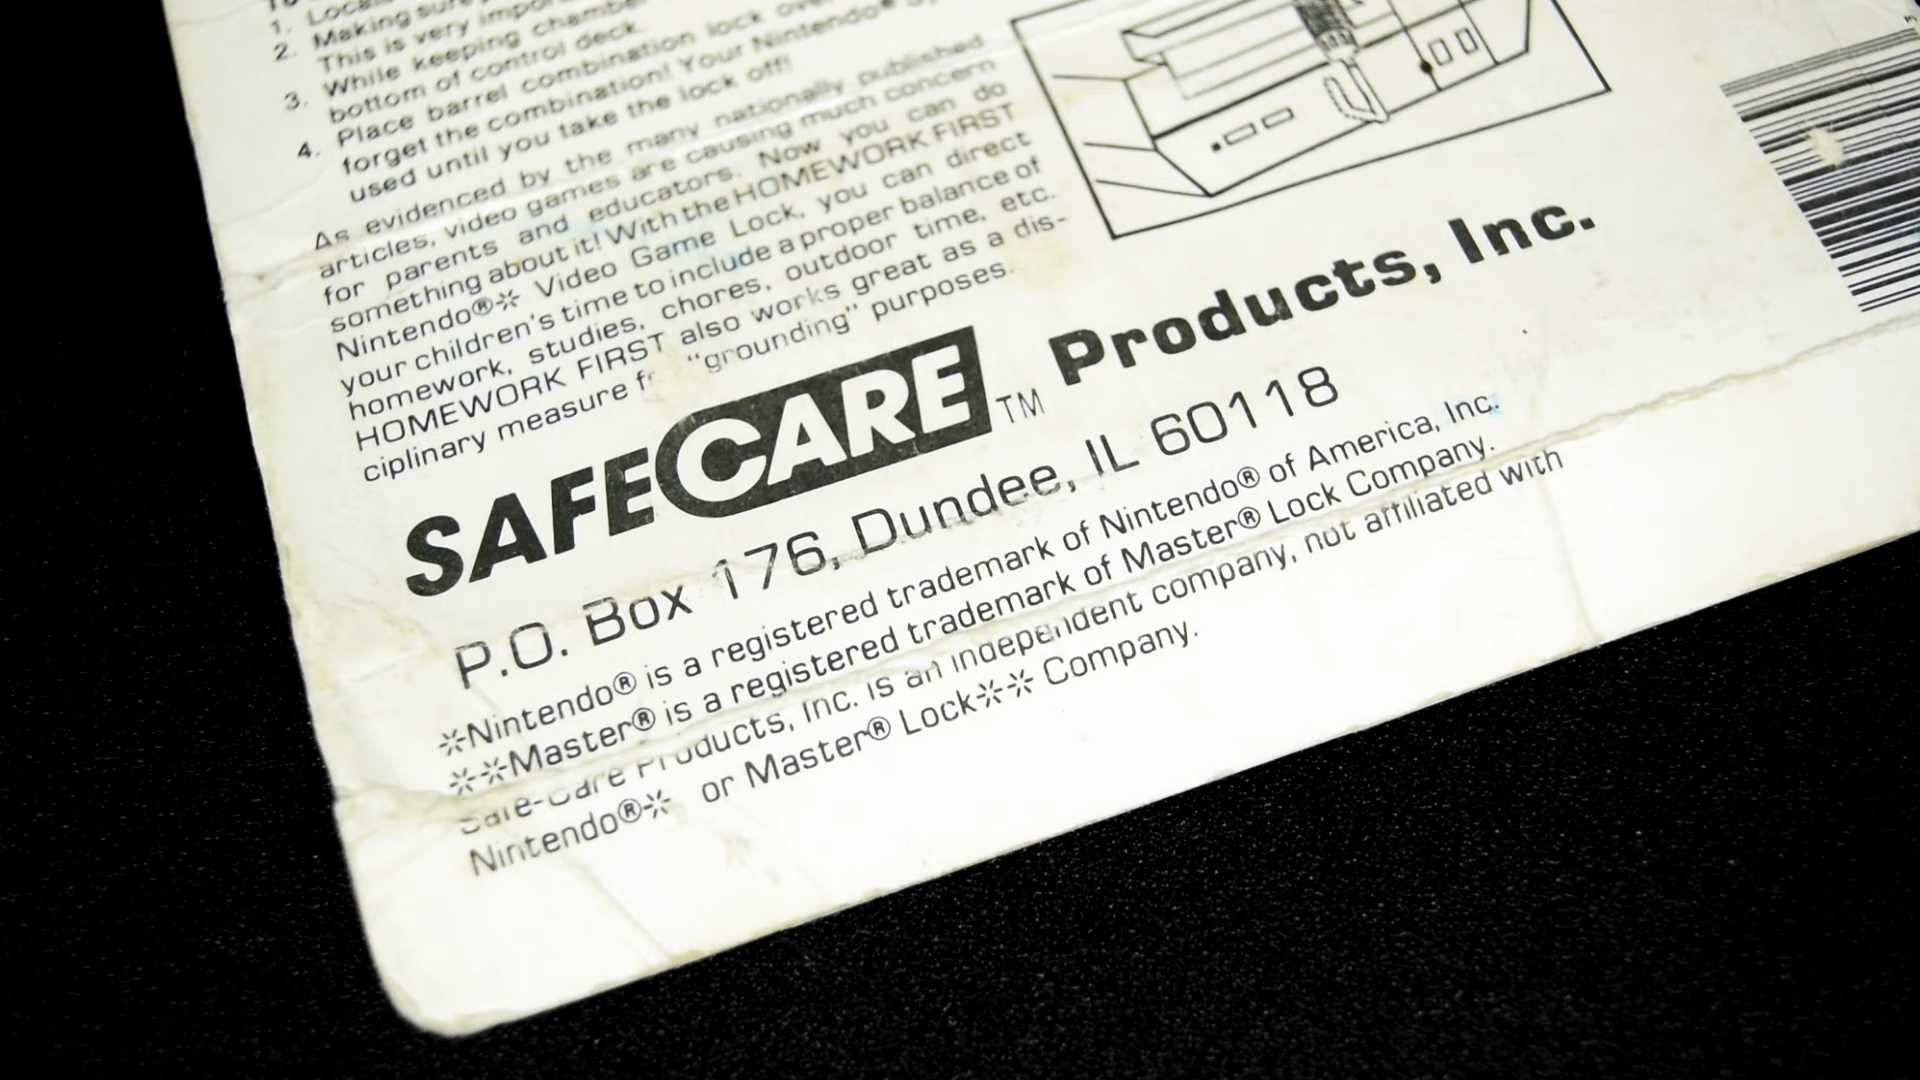 1. Locate
2. Making sure
This is very impor
3. While keeping chamber
bottom of control deck.
4. Place barrel combination lock over
forget the combination! Your Nintendo®
used until you take the lock off!
As evidenced by the many nationally published
articles, video games are causing much concern
for parents and educators. Now you can do
something about it! With the HOMEWORK FIRST
Nintendo®* Video Game Lock, you can direct
your children's time to include a proper balance of
homework, studies, chores, outdoor time, etc.
HOMEWORK FIRST also works great as a dis-
ciplinary measure f "grounding" purposes.
SAFECARE™ Products, Inc.
P.O. Box 176, Dundee, IL 60118
*Nintendo® is a registered trademark of Nintendo® of America, Inc.
**Master® is a registered trademark of Master® Lock Company.
Safe-Care Products, Inc. is an independent company, not affiliated with
Nintendo®* or Master® Lock** Company.